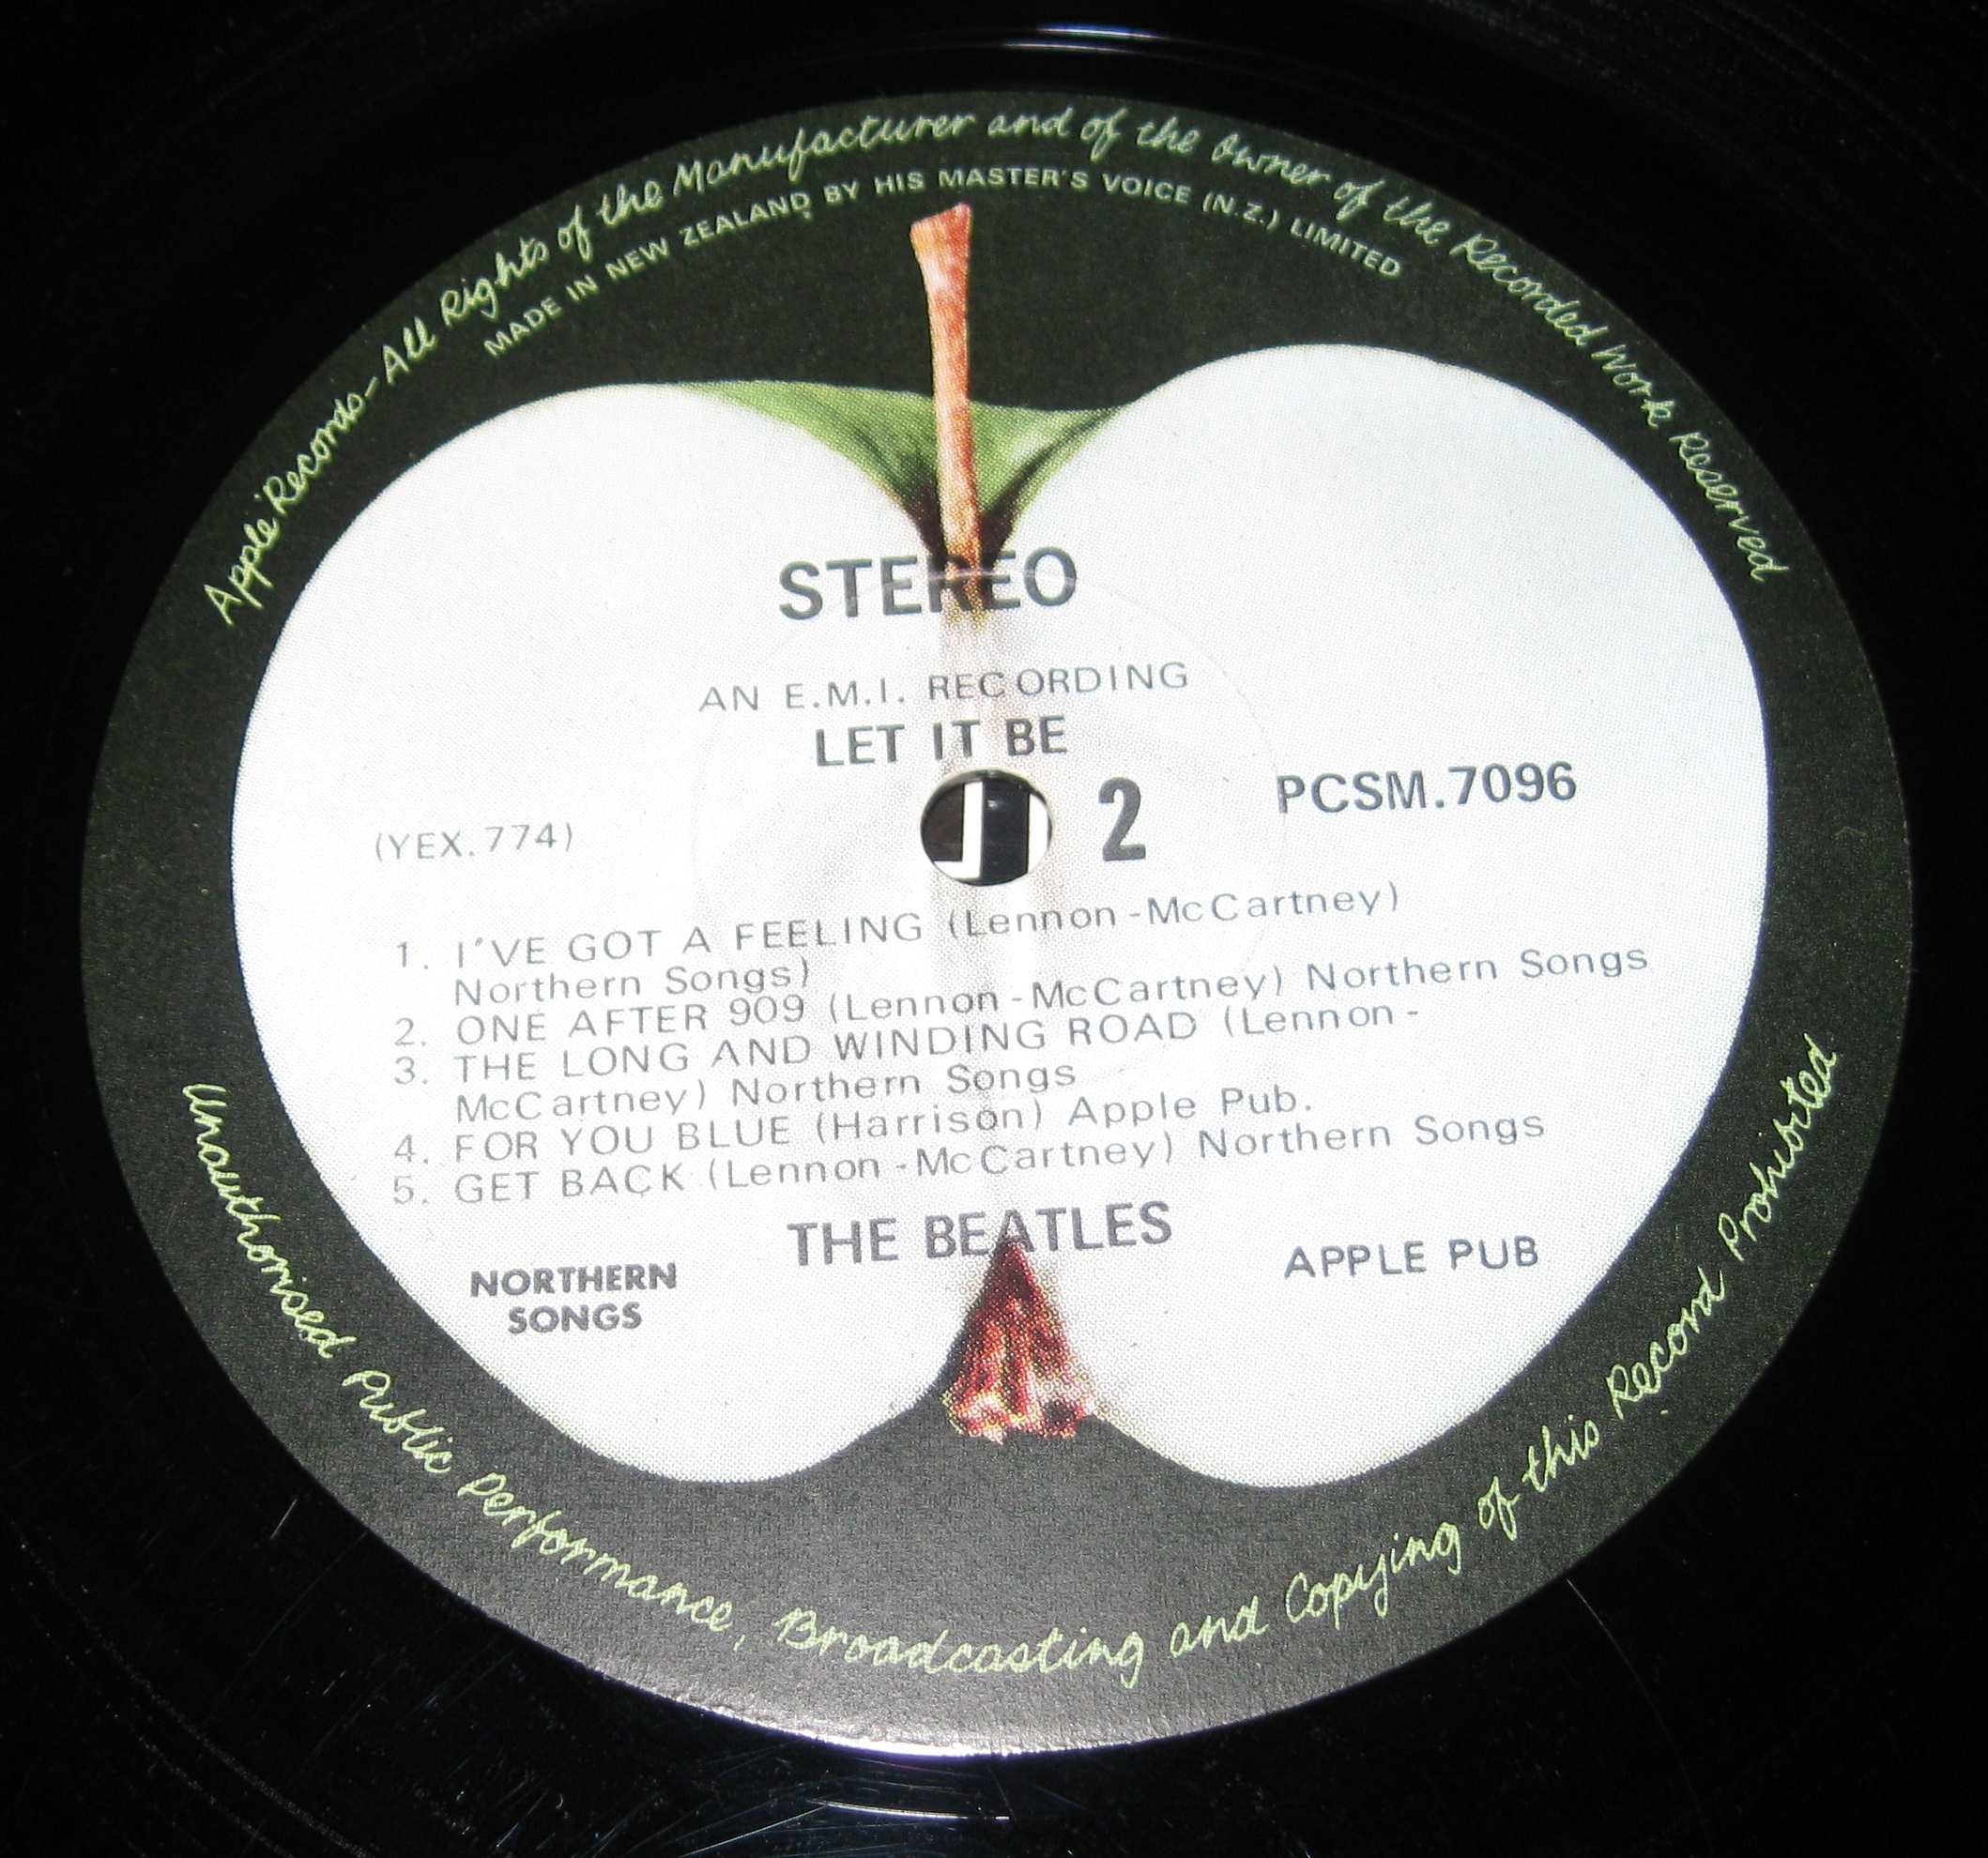 Apple Records-All Rights of the Manufacturer and of the Owner of the Recorded Work Reserved
MADE IN NEW ZEALAND BY HIS MASTER'S VOICE (N.Z.) LIMITED
STEREO
AN E.M.I. RECORDING
LET IT BE
(YEX.774)
2
PCSM.7096
1. I'VE GOT A FEELING (Lennon-McCartney)
Northern Songs)
2. ONE AFTER 909 (Lennon-McCartney) Northern Songs
3. THE LONG AND WINDING ROAD (Lennon-
McCartney) Northern Songs
4. FOR YOU BLUE (Harrison) Apple Pub.
5. GET BACK (Lennon-McCartney) Northern Songs
THE BEATLES
NORTHERN
SONGS
APPLE PUB
Unauthorised Public Performance, Broadcasting and Copying of this Record Prohibited